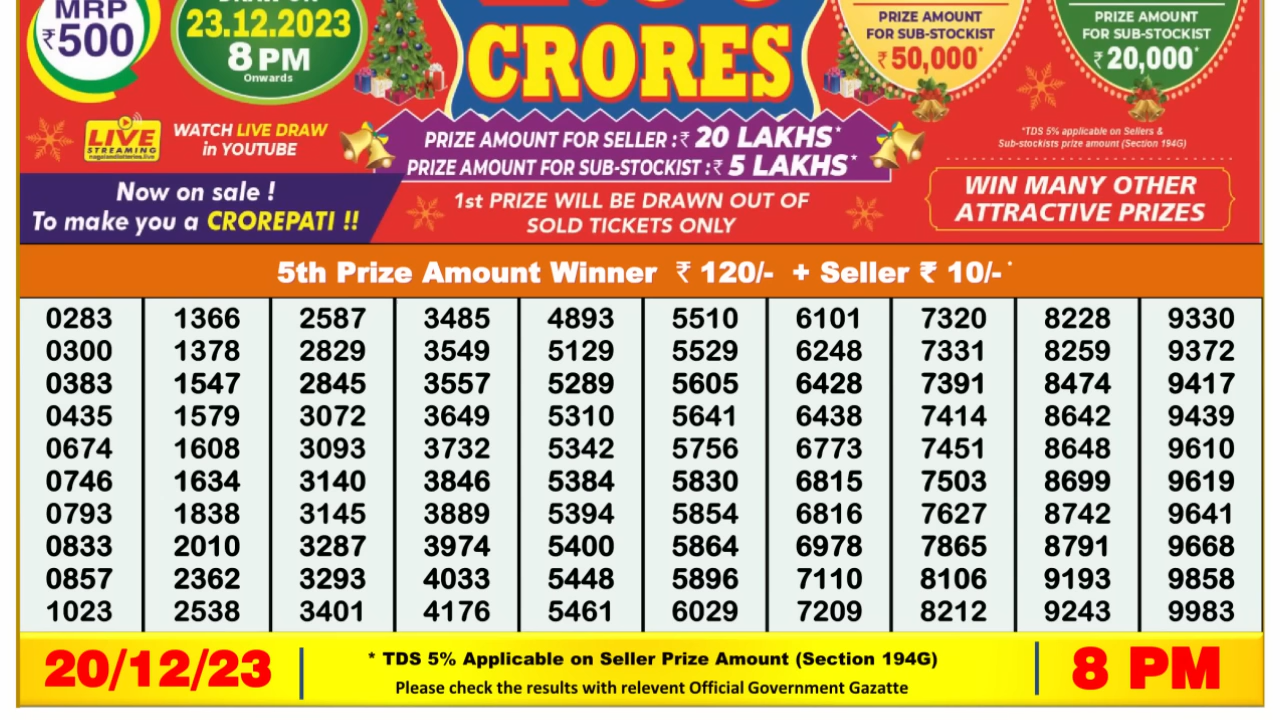 MRP
₹500
23.12.2023
8 PM
Onwards
CRORES
PRIZE AMOUNT
FOR SUB-STOCKIST
₹ 50,000*
PRIZE AMOUNT
FOR SUB-STOCKIST
₹ 20,000*
LIVE
STREAMING
nagalandlotteries.live
WATCH LIVE DRAW
in YOUTUBE
PRIZE AMOUNT FOR SELLER :₹ 20 LAKHS*
PRIZE AMOUNT FOR SUB-STOCKIST :₹ 5 LAKHS*
*TDS 5% applicable on Sellers &
Sub-stockists prize amount (Section 194G)
Now on sale !
To make you a CROREPATI !!
1st PRIZE WILL BE DRAWN OUT OF
SOLD TICKETS ONLY
WIN MANY OTHER
ATTRACTIVE PRIZES
5th Prize Amount Winner ₹ 120/- + Seller ₹ 10/-*
0283 1366 2587 3485 4893 5510 6101 7320 8228 9330
0300 1378 2829 3549 5129 5529 6248 7331 8259 9372
0383 1547 2845 3557 5289 5605 6428 7391 8474 9417
0435 1579 3072 3649 5310 5641 6438 7414 8642 9439
0674 1608 3093 3732 5342 5756 6773 7451 8648 9610
0746 1634 3140 3846 5384 5830 6815 7503 8699 9619
0793 1838 3145 3889 5394 5854 6816 7627 8742 9641
0833 2010 3287 3974 5400 5864 6978 7865 8791 9668
0857 2362 3293 4033 5448 5896 7110 8106 9193 9858
1023 2538 3401 4176 5461 6029 7209 8212 9243 9983
20/12/23
* TDS 5% Applicable on Seller Prize Amount (Section 194G)
Please check the results with relevent Official Government Gazatte
8 PM